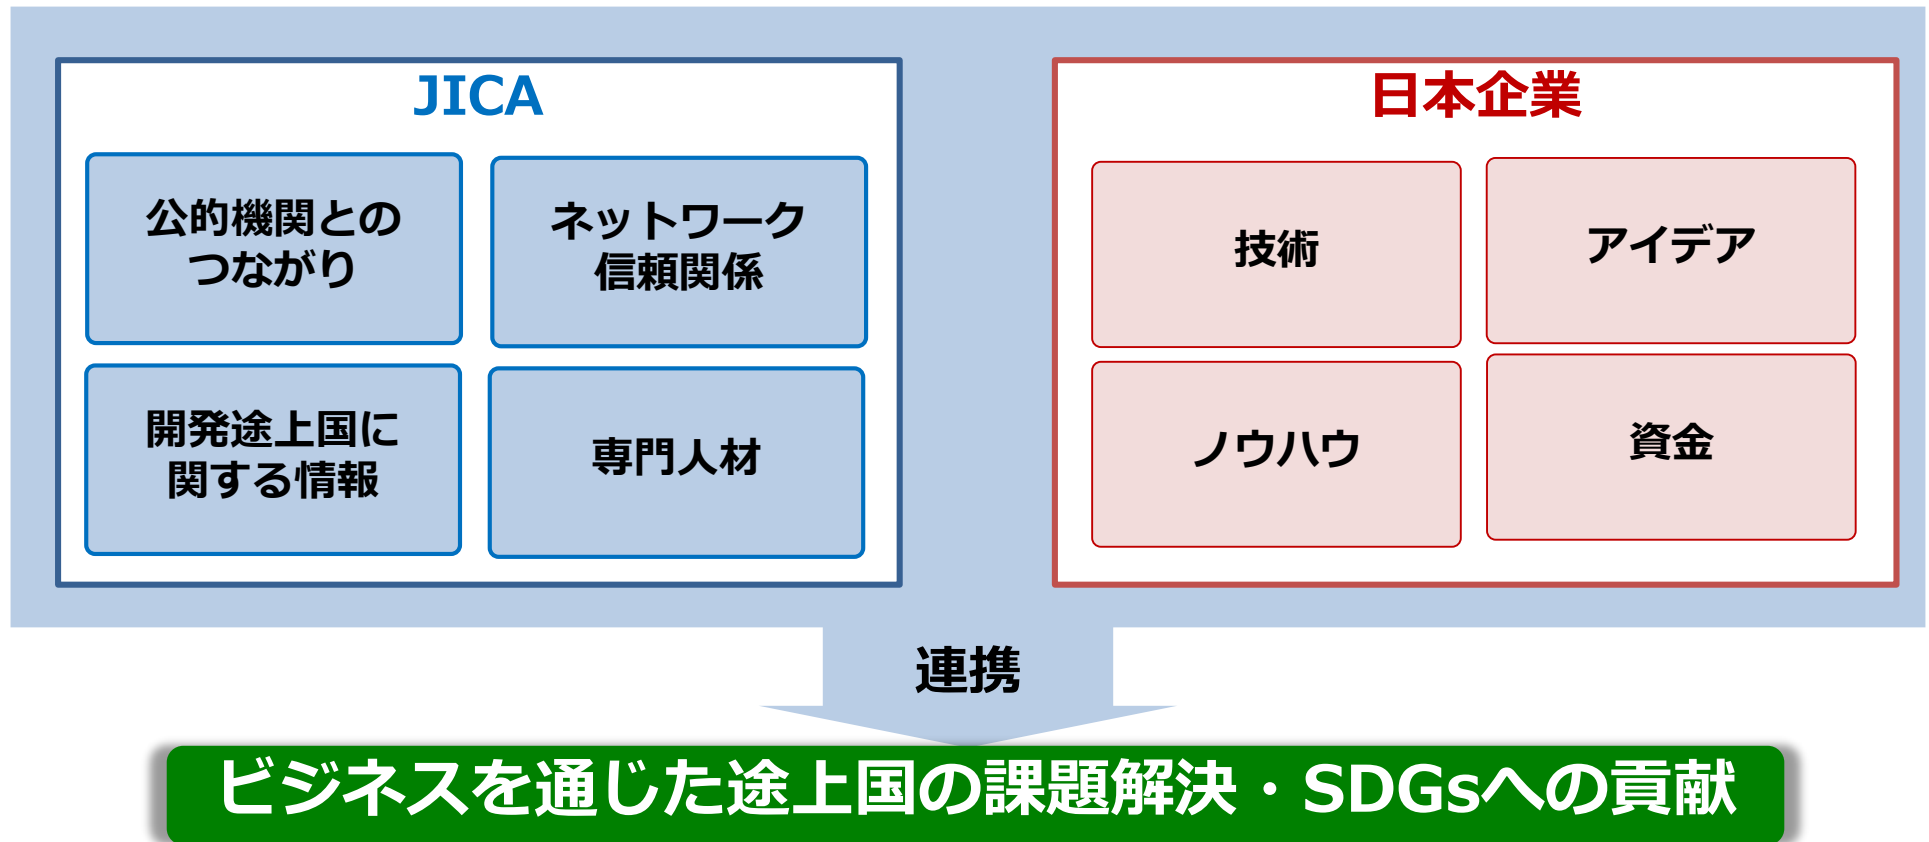 JICA
公的機関との
つながり
ネットワーク
信頼関係
開発途上国に
関する情報
専門人材
日本企業
技術
アイデア
ノウハウ
資金
連携
ビジネスを通じた途上国の課題解決・SDGsへの貢献